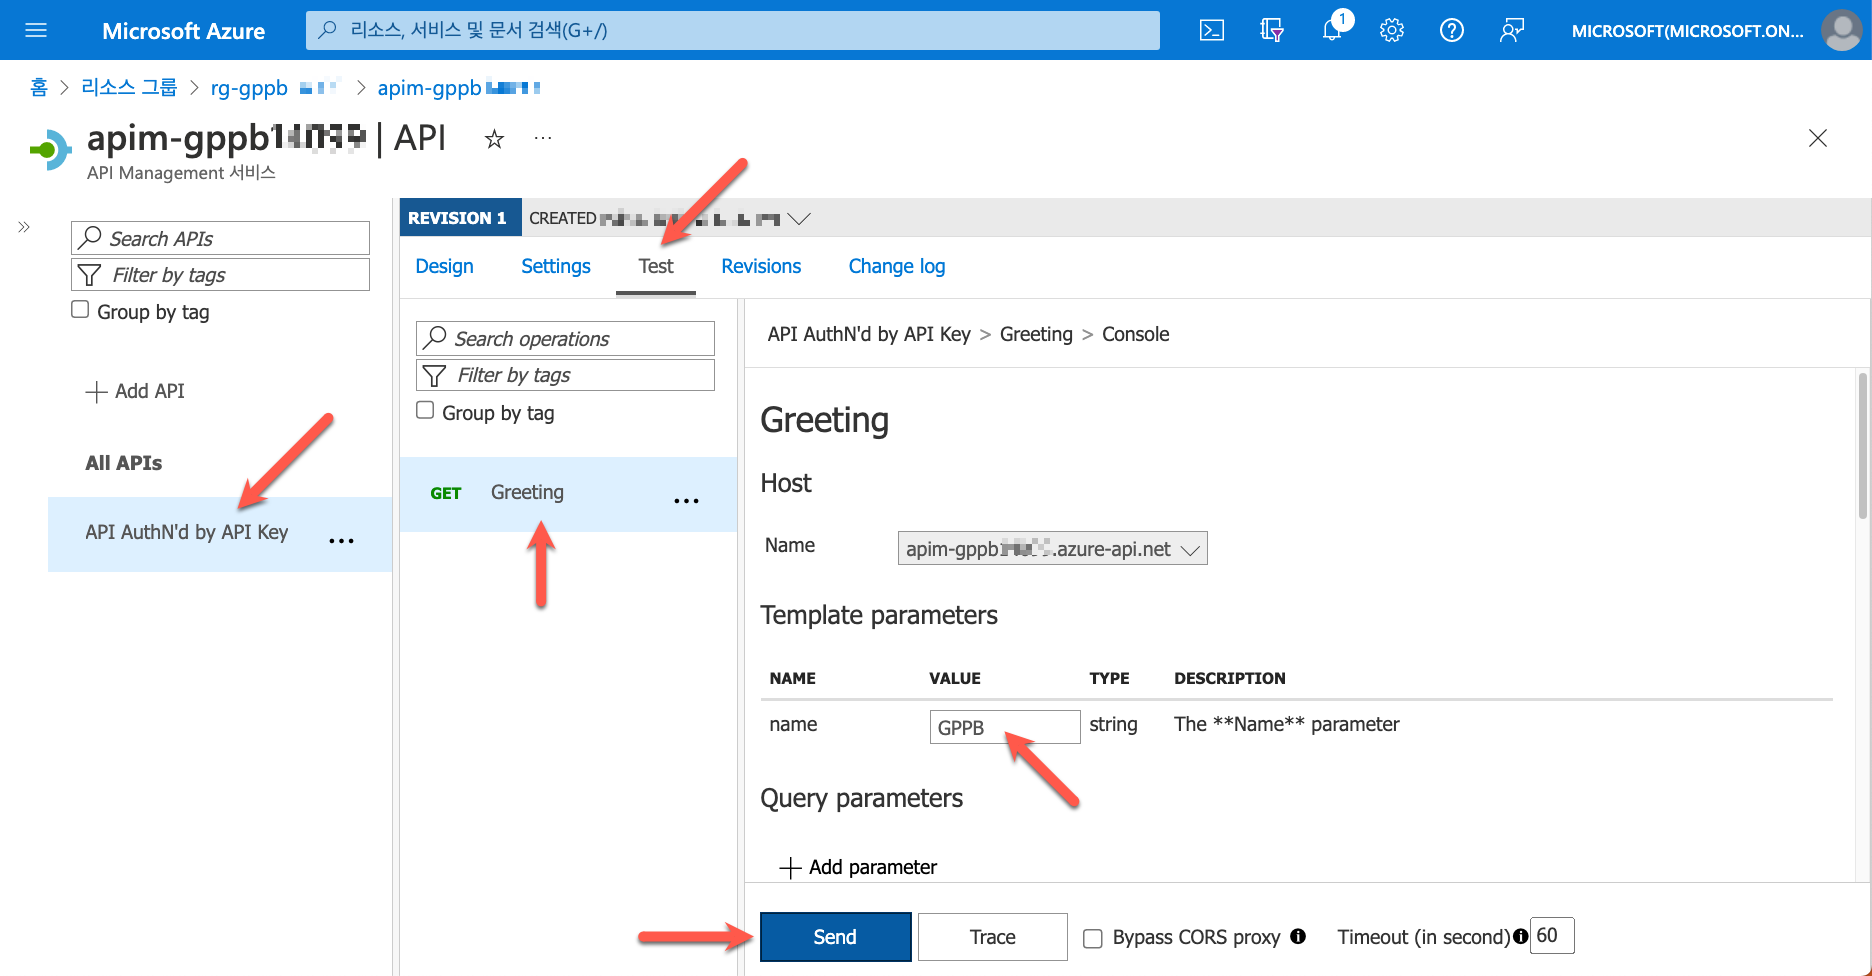 Microsoft Azure
리소스, 서비스 및 문서 검색(G+/)
1
MICROSOFT(MICROSOFT.ON...
홈 > 리소스 그룹 > rg-gppb > apim-gppb
apim-gppb | API
API Management 서비스
Search APIs
Filter by tags
Group by tag
Add API
All APIs
API AuthN'd by API Key
REVISION 1
CREATED
Design
Settings
Test
Revisions
Change log
Search operations
Filter by tags
Group by tag
GET Greeting
API AuthN'd by API Key > Greeting > Console
Greeting
Host
Name
apim-gppb .azure-api.net
Template parameters
NAME VALUE TYPE DESCRIPTION
name GPPB string The **Name** parameter
Query parameters
Add parameter
Send
Trace
Bypass CORS proxy
Timeout (in second) 60